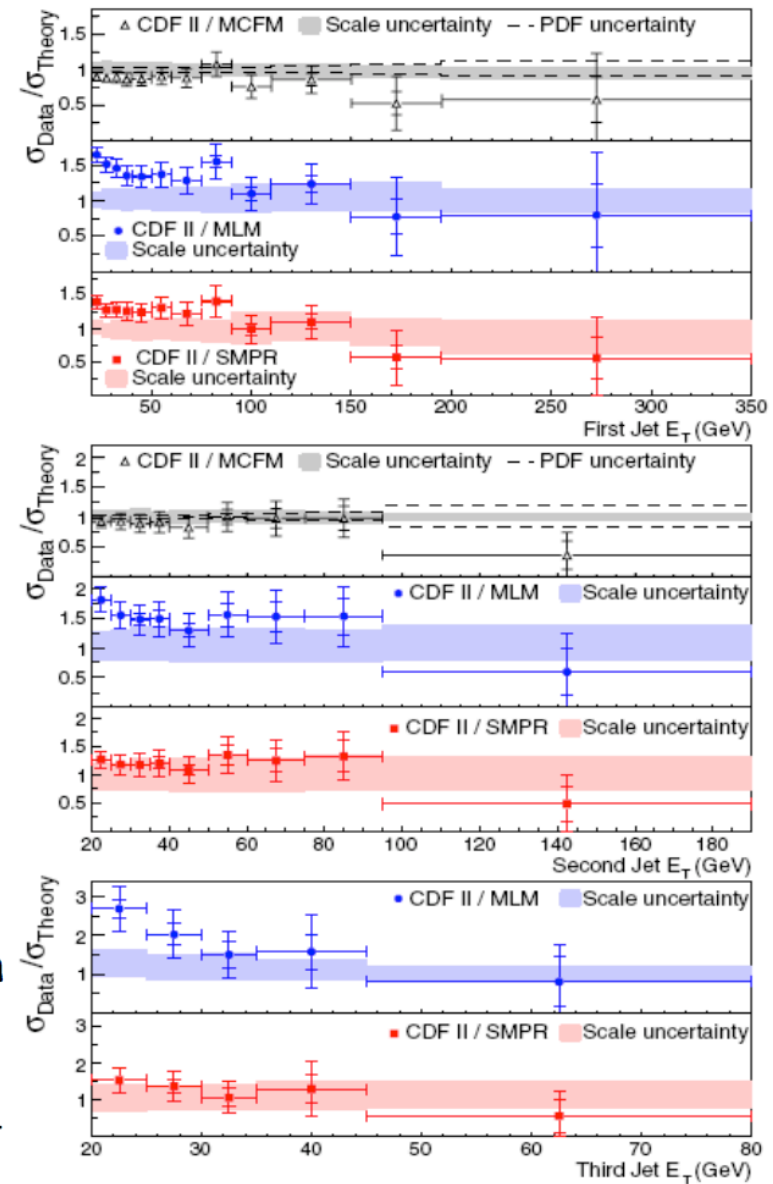 △ CDF II / MCFM Scale uncertainty - - - PDF uncertainty
σData/σTheory
1.5
1
0.5
1.5
1
0.5
● CDF II / MLM
Scale uncertainty
1.5
1
0.5
■ CDF II / SMPR
Scale uncertainty
50 100 150 200 250 300 350
First Jet ET (GeV)
△ CDF II / MCFM Scale uncertainty - - - PDF uncertainty
σData/σTheory
2
1.5
1
0.5
● CDF II / MLM Scale uncertainty
2
1.5
1
0.5
■ CDF II / SMPR Scale uncertainty
2
1.5
1
0.5
20 40 60 80 100 120 140 160 180
Second Jet ET (GeV)
● CDF II / MLM Scale uncertainty
σData/σTheory
3
2
1
■ CDF II / SMPR Scale uncertainty
3
2
1
20 30 40 50 60 70 80
Third Jet ET (GeV)